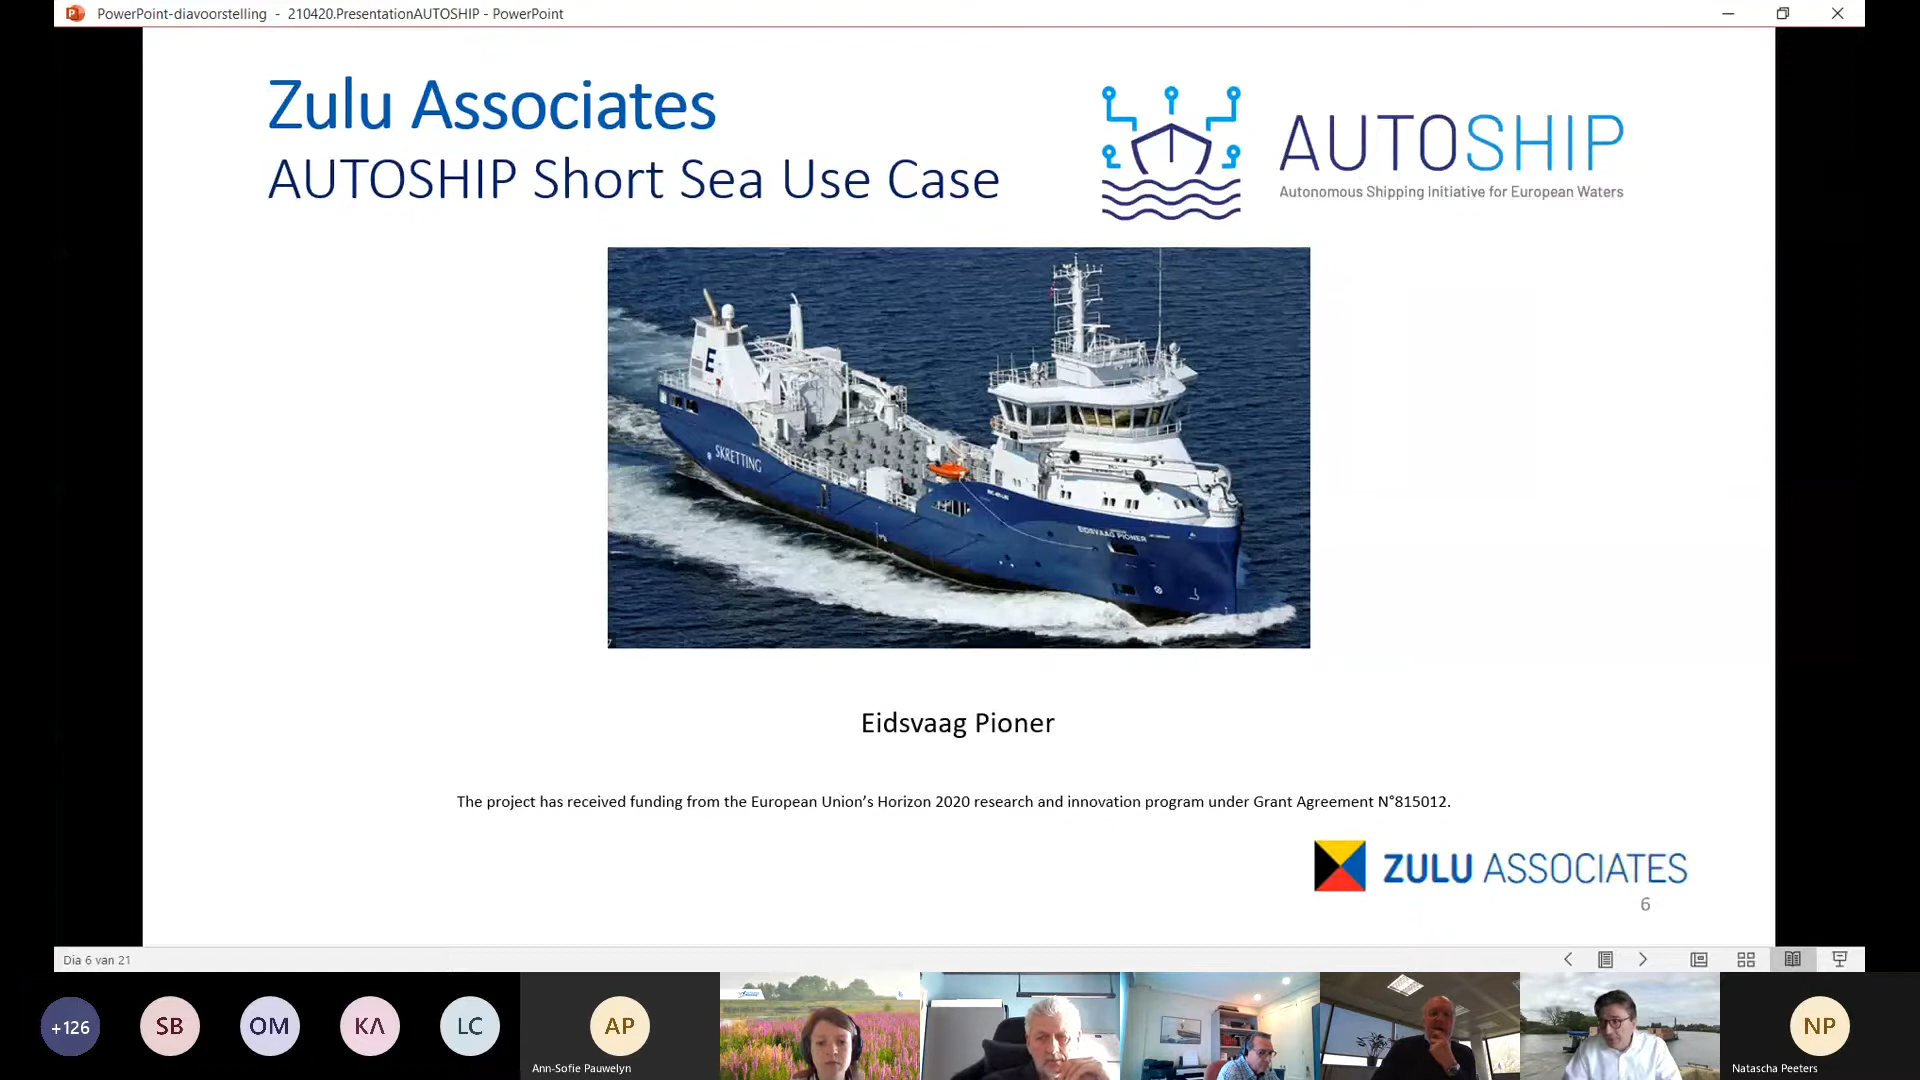 PowerPoint-diavoorstelling - 210420.PresentationAUTOSHIP - PowerPoint
Zulu Associates
AUTOSHIP Short Sea Use Case
AUTOSHIP
Autonomous Shipping Initiative for European Waters
E
SKRETTING
EIDSVAAG PIONER
Eidsvaag Pioner
The project has received funding from the European Union’s Horizon 2020 research and innovation program under Grant Agreement N°815012.
ZULU ASSOCIATES
6
Dia 6 van 21
+126
SB
OM
KΛ
LC
AP
Ann-Sofie Pauwelyn
NP
Natascha Peeters